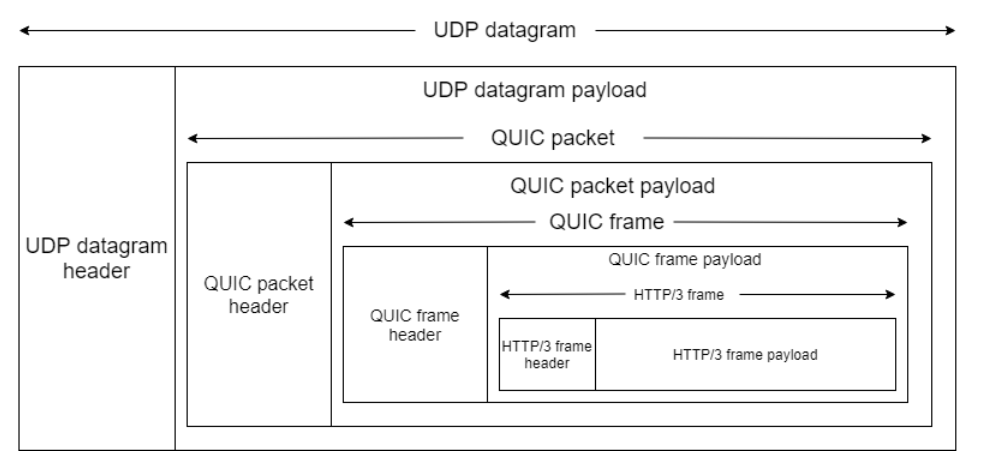 UDP datagram
UDP datagram payload
QUIC packet
QUIC packet payload
QUIC frame
UDP datagram
header
QUIC frame payload
QUIC packet
header
HTTP/3 frame
QUIC frame
header
HTTP/3 frame
header
HTTP/3 frame payload